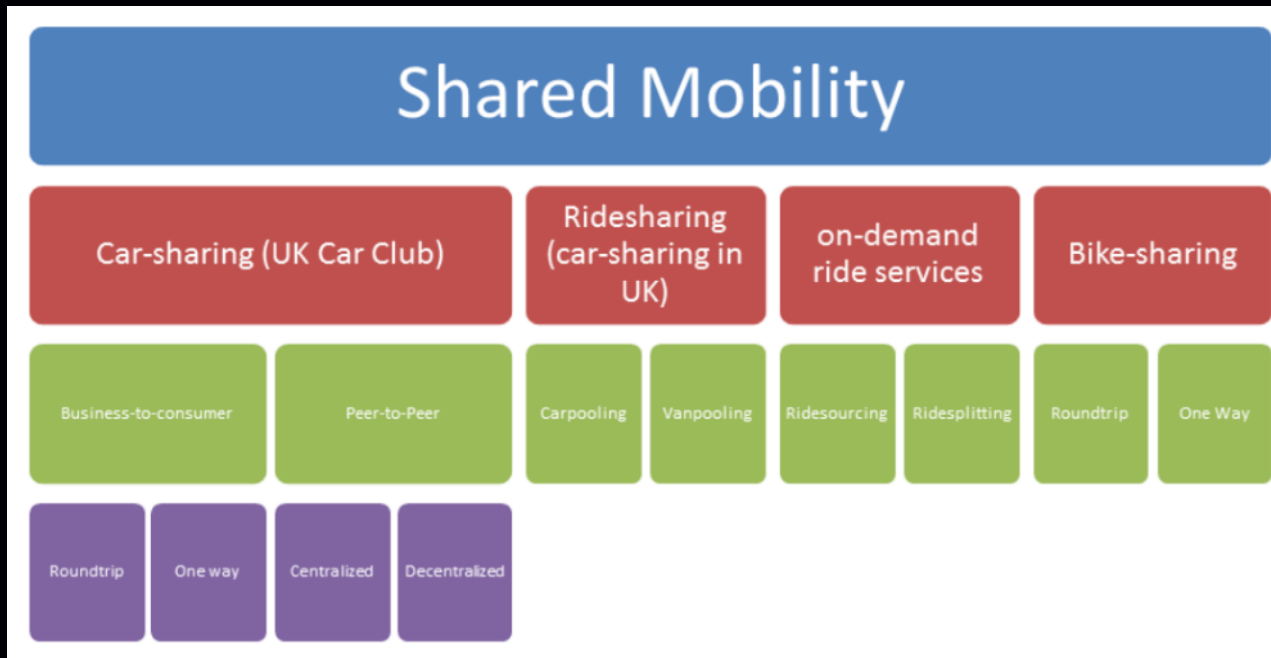 Shared Mobility
Car-sharing (UK Car Club)
Ridesharing
(car-sharing in
UK)
on-demand
ride services
Bike-sharing
Business-to-consumer
Peer-to-Peer
Carpooling
Vanpooling
Ridesourcing
Ridesplitting
Roundtrip
One Way
Roundtrip
One way
Centralized
Decentralized